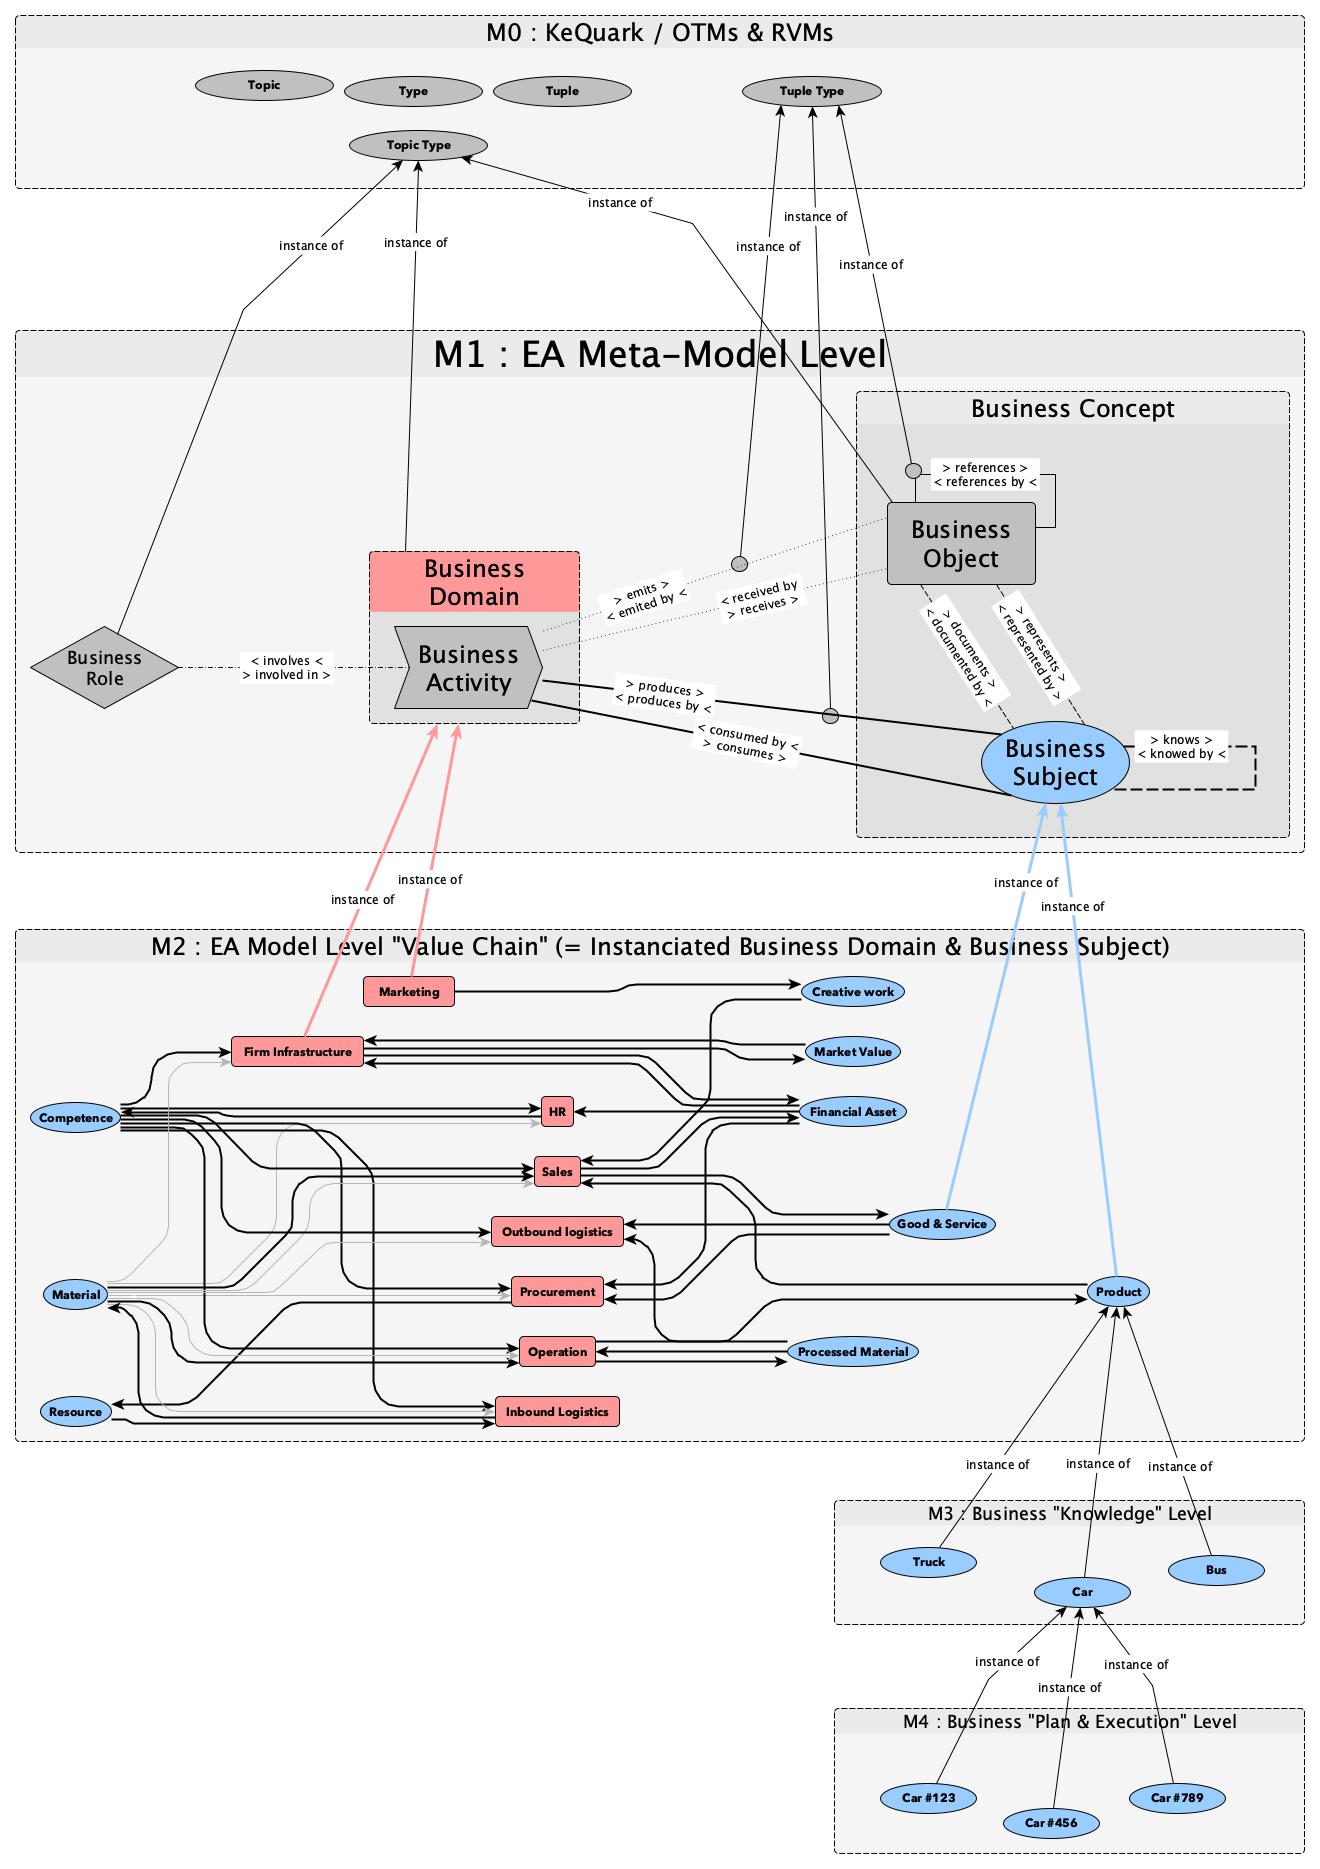 M0 : KeQuark / OTMs & RVMs
Topic
Type
Tuple
Tuple Type
Topic Type
instance of
instance of
instance of
instance of
instance of
instance of
M1 : EA Meta-Model Level
Business Concept
> references >
< references by <
Business
Object
Business
Domain
> emits >
< emited by <
< received by
> receives >
> documents >
< documented by <
> represents >
< represented by >
Business
Role
< involves <
> involved in >
Business
Activity
> produces >
< produces by <
< consumed by <
> consumes >
Business
Subject
> knows >
< knowed by <
instance of
instance of
instance of
instance of
M2 : EA Model Level "Value Chain" (= Instanciated Business Domain & Business Subject)
Marketing
Creative work
Firm Infrastructure
Market Value
Competence
HR
Financial Asset
Sales
Outbound logistics
Good & Service
Material
Procurement
Product
Operation
Processed Material
Resource
Inbound Logistics
instance of
instance of
instance of
M3 : Business "Knowledge" Level
Truck
Bus
Car
instance of
instance of
instance of
M4 : Business "Plan & Execution" Level
Car #123
Car #789
Car #456